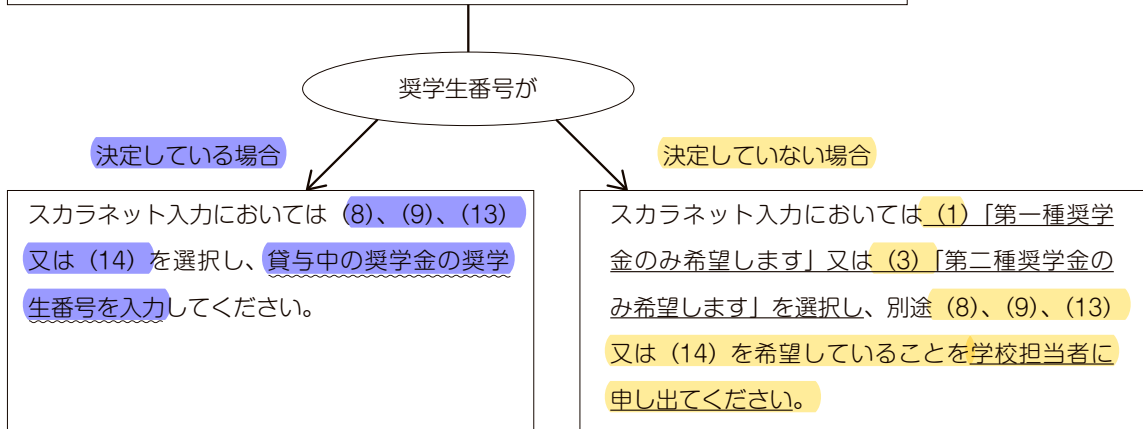 奨学生番号が
決定している場合
決定していない場合
スカラネット入力においては（8）、（9）、（13）
又は（14）を選択し、貸与中の奨学金の奨学
生番号を入力してください。
スカラネット入力においては（1）「第一種奨学
金のみ希望します」又は（3）「第二種奨学金の
み希望します」を選択し、別途（8）、（9）、（13）
又は（14）を希望していることを学校担当者に
申し出てください。